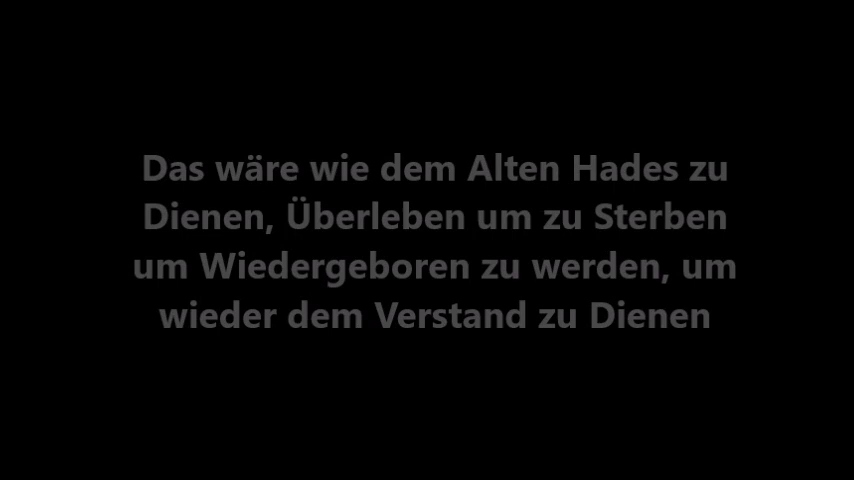 Das wäre wie dem Alten Hades zu
Dienen, Überleben um zu Sterben
um Wiedergeboren zu werden, um
wieder dem Verstand zu Dienen